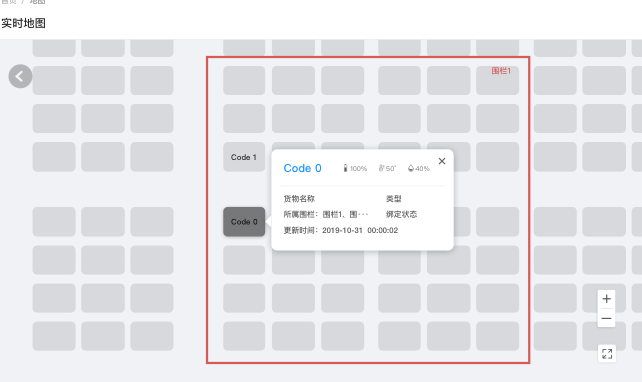 首页 / 地图
实时地图
围栏1
Code 1
Code 0
100%
50°
40%
货物名称
类型
所属围栏：围栏1、围···
绑定状态
更新时间：2019-10-31 00:00:02
Code 0